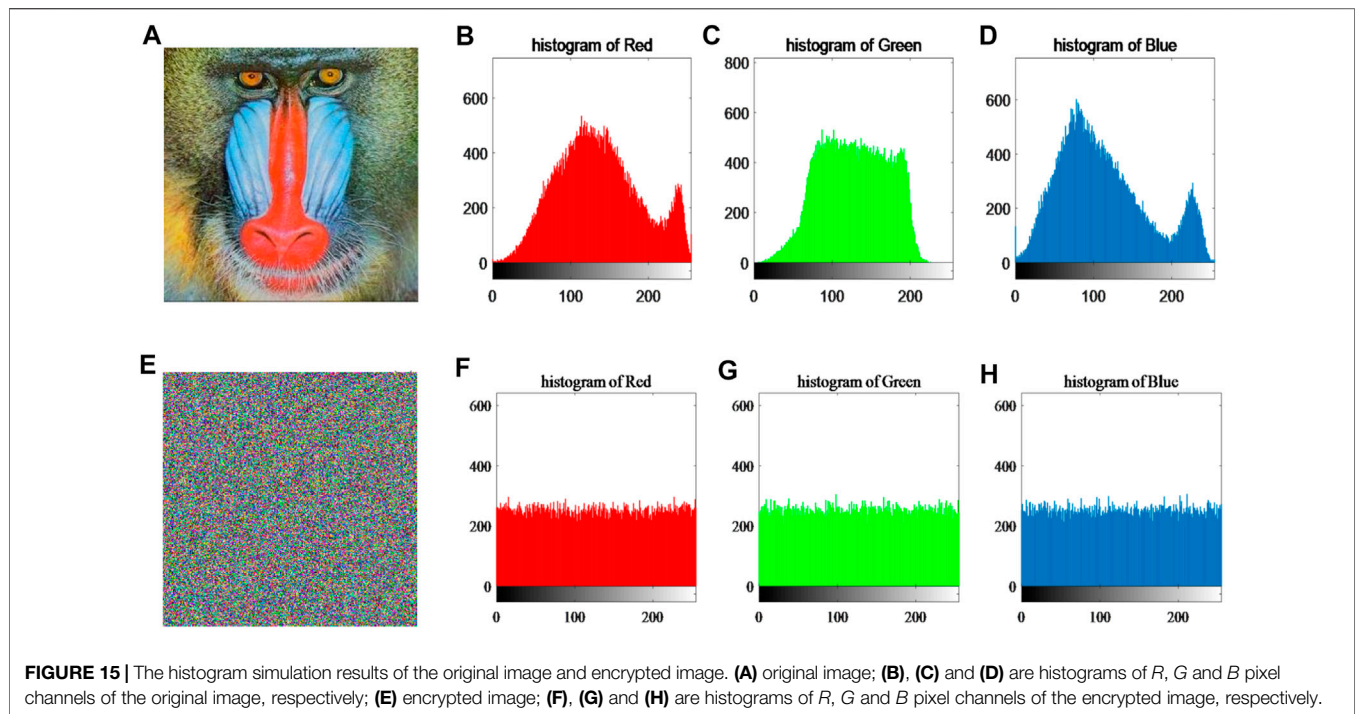 A
B
histogram of Red
600
400
200
0
0 100 200
C
histogram of Green
800
600
400
200
0
0 100 200
D
histogram of Blue
600
400
200
0
0 100 200
E
F
histogram of Red
600
400
200
0
0 100 200
G
histogram of Green
600
400
200
0
0 100 200
H
histogram of Blue
600
400
200
0
0 100 200
FIGURE 15 | The histogram simulation results of the original image and encrypted image. (A) original image; (B), (C) and (D) are histograms of R, G and B pixel
channels of the original image, respectively; (E) encrypted image; (F), (G) and (H) are histograms of R, G and B pixel channels of the encrypted image, respectively.